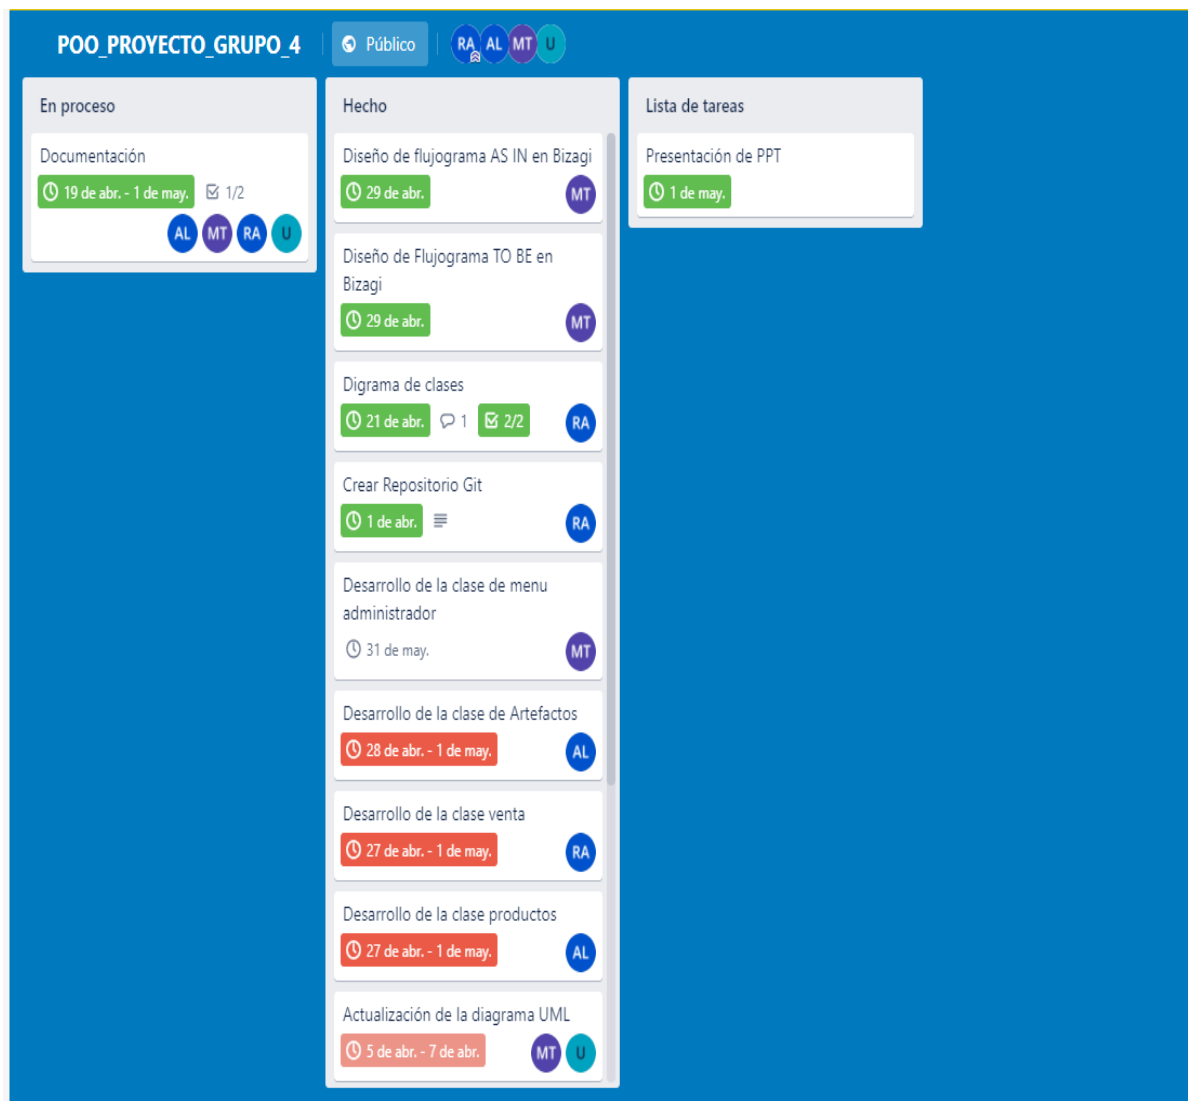 POO_PROYECTO_GRUPO_4 Público RA AL MT U
En proceso
Documentación
19 de abr. - 1 de may. 1/2
AL MT RA U
Hecho
Diseño de flujograma AS IN en Bizagi
29 de abr. MT
Diseño de Flujograma TO BE en
Bizagi
29 de abr. MT
Digrama de clases
21 de abr. 1 2/2 RA
Crear Repositorio Git
1 de abr. RA
Desarrollo de la clase de menu
administrador
31 de may. MT
Desarrollo de la clase de Artefactos
28 de abr. - 1 de may. AL
Desarrollo de la clase venta
27 de abr. - 1 de may. RA
Desarrollo de la clase productos
27 de abr. - 1 de may. AL
Actualización de la diagrama UML
5 de abr. - 7 de abr. MT U
Lista de tareas
Presentación de PPT
1 de may.